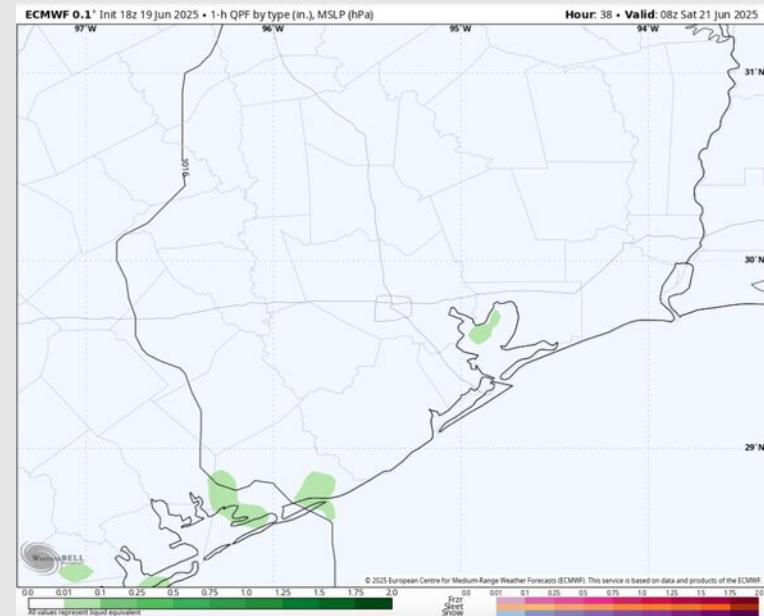 ECMWF 0.1° Init 18z 19 Jun 2025 • 1-h QPF by type (in.), MSLP (hPa) Hour: 38 • Valid: 08z Sat 21 Jun 2025
97°W 96°W 95°W 94°W
31°N
1016
30°N
29°N
WEATHERBELL
© 2025 European Centre for Medium-Range Weather Forecasts (ECMWF). This service is based on data and products of the ECMWF
0.0 0.01 0.1 0.25 0.5 0.75 1.0 1.25 1.5 1.75 2.0 0.0 0.01 0.1 0.25 0.5 0.75 1.0 1.25 1.5 1.75 2.0
Frzr
Sleet
Snow
All values represent liquid equivalent